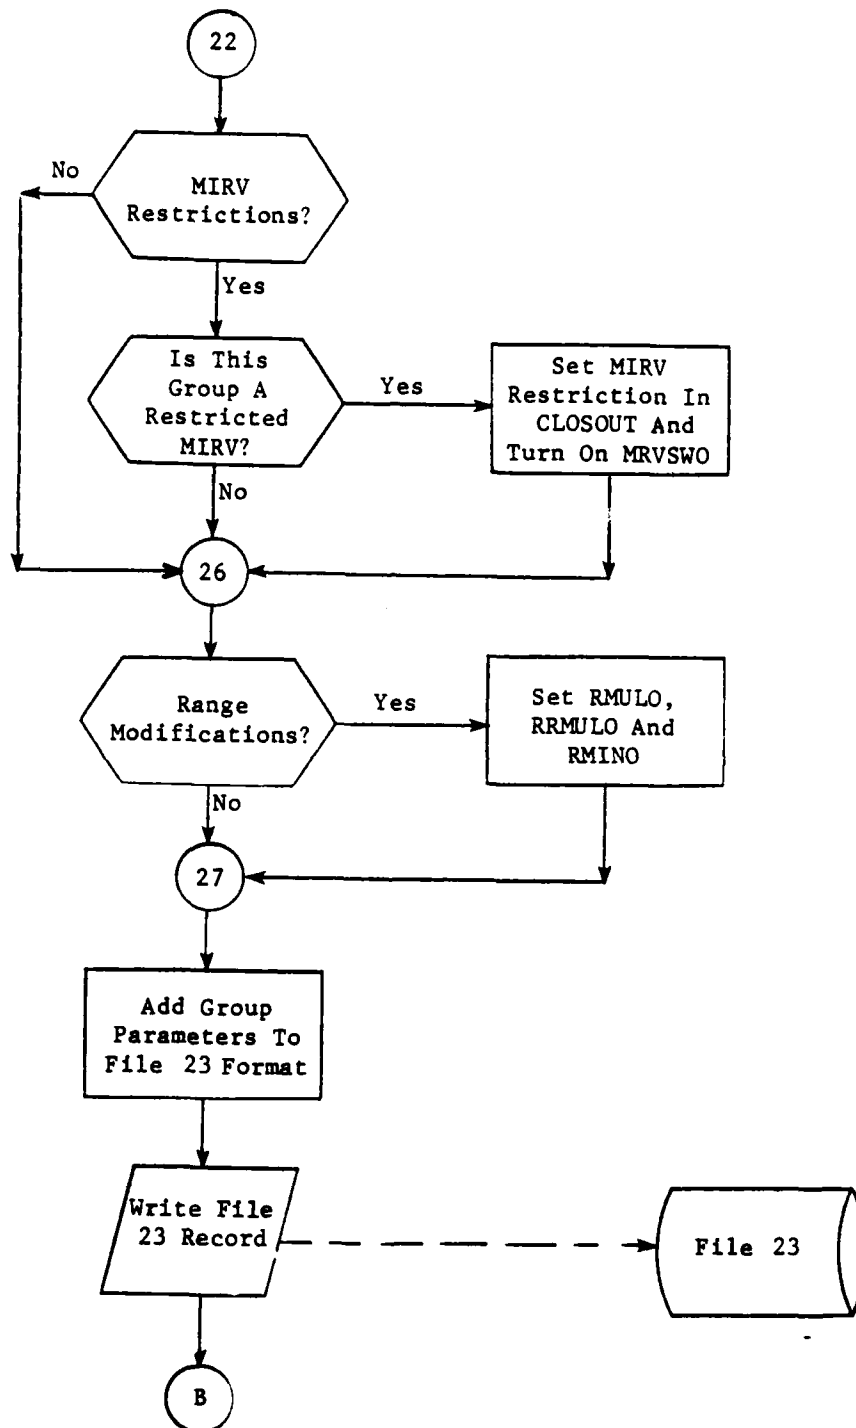 22
No
MIRV
Restrictions?
Yes
Is This
Group A
Restricted
MIRV?
Yes
Set MIRV
Restriction In
CLOSOUT And
Turn On MRVSWO
No
26
Range
Modifications?
Yes
Set RMULO,
RRMULO And
RMINO
No
27
Add Group
Parameters To
File 23 Format
Write File
23 Record
File 23
B